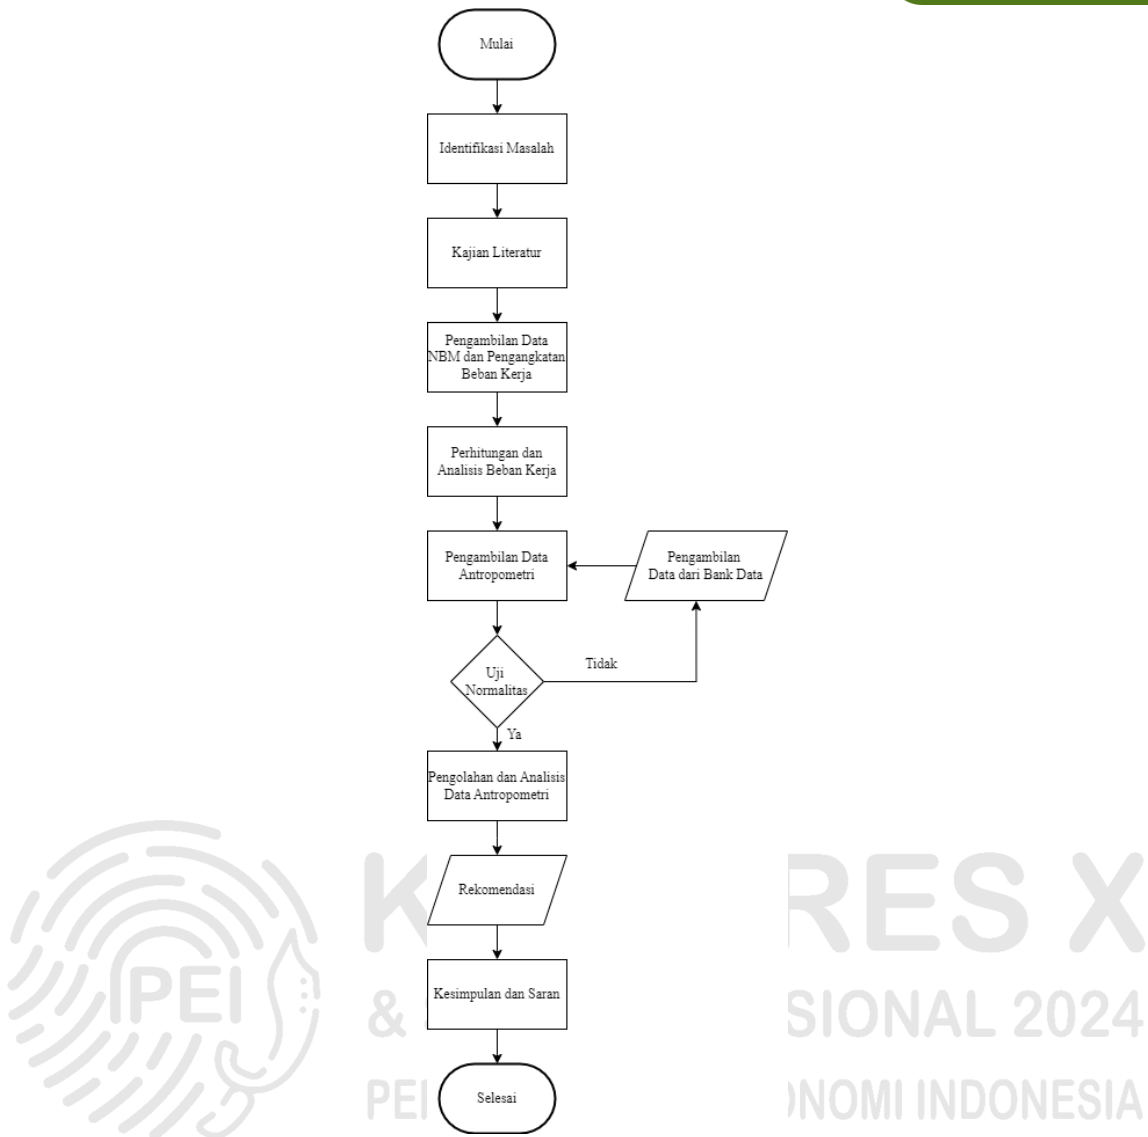 Mulai
Identifikasi Masalah
Kajian Literatur
Pengambilan Data
NBM dan Pengangkatan
Beban Kerja
Perhitungan dan
Analisis Beban Kerja
Pengambilan Data
Antropometri
Pengambilan
Data dari Bank Data
Uji
Normalitas
Tidak
Ya
Pengolahan dan Analisis
Data Antropometri
Rekomendasi
Kesimpulan dan Saran
Selesai
PEI
K RES X
& SIONAL 2024
PE ONOMI INDONESIA